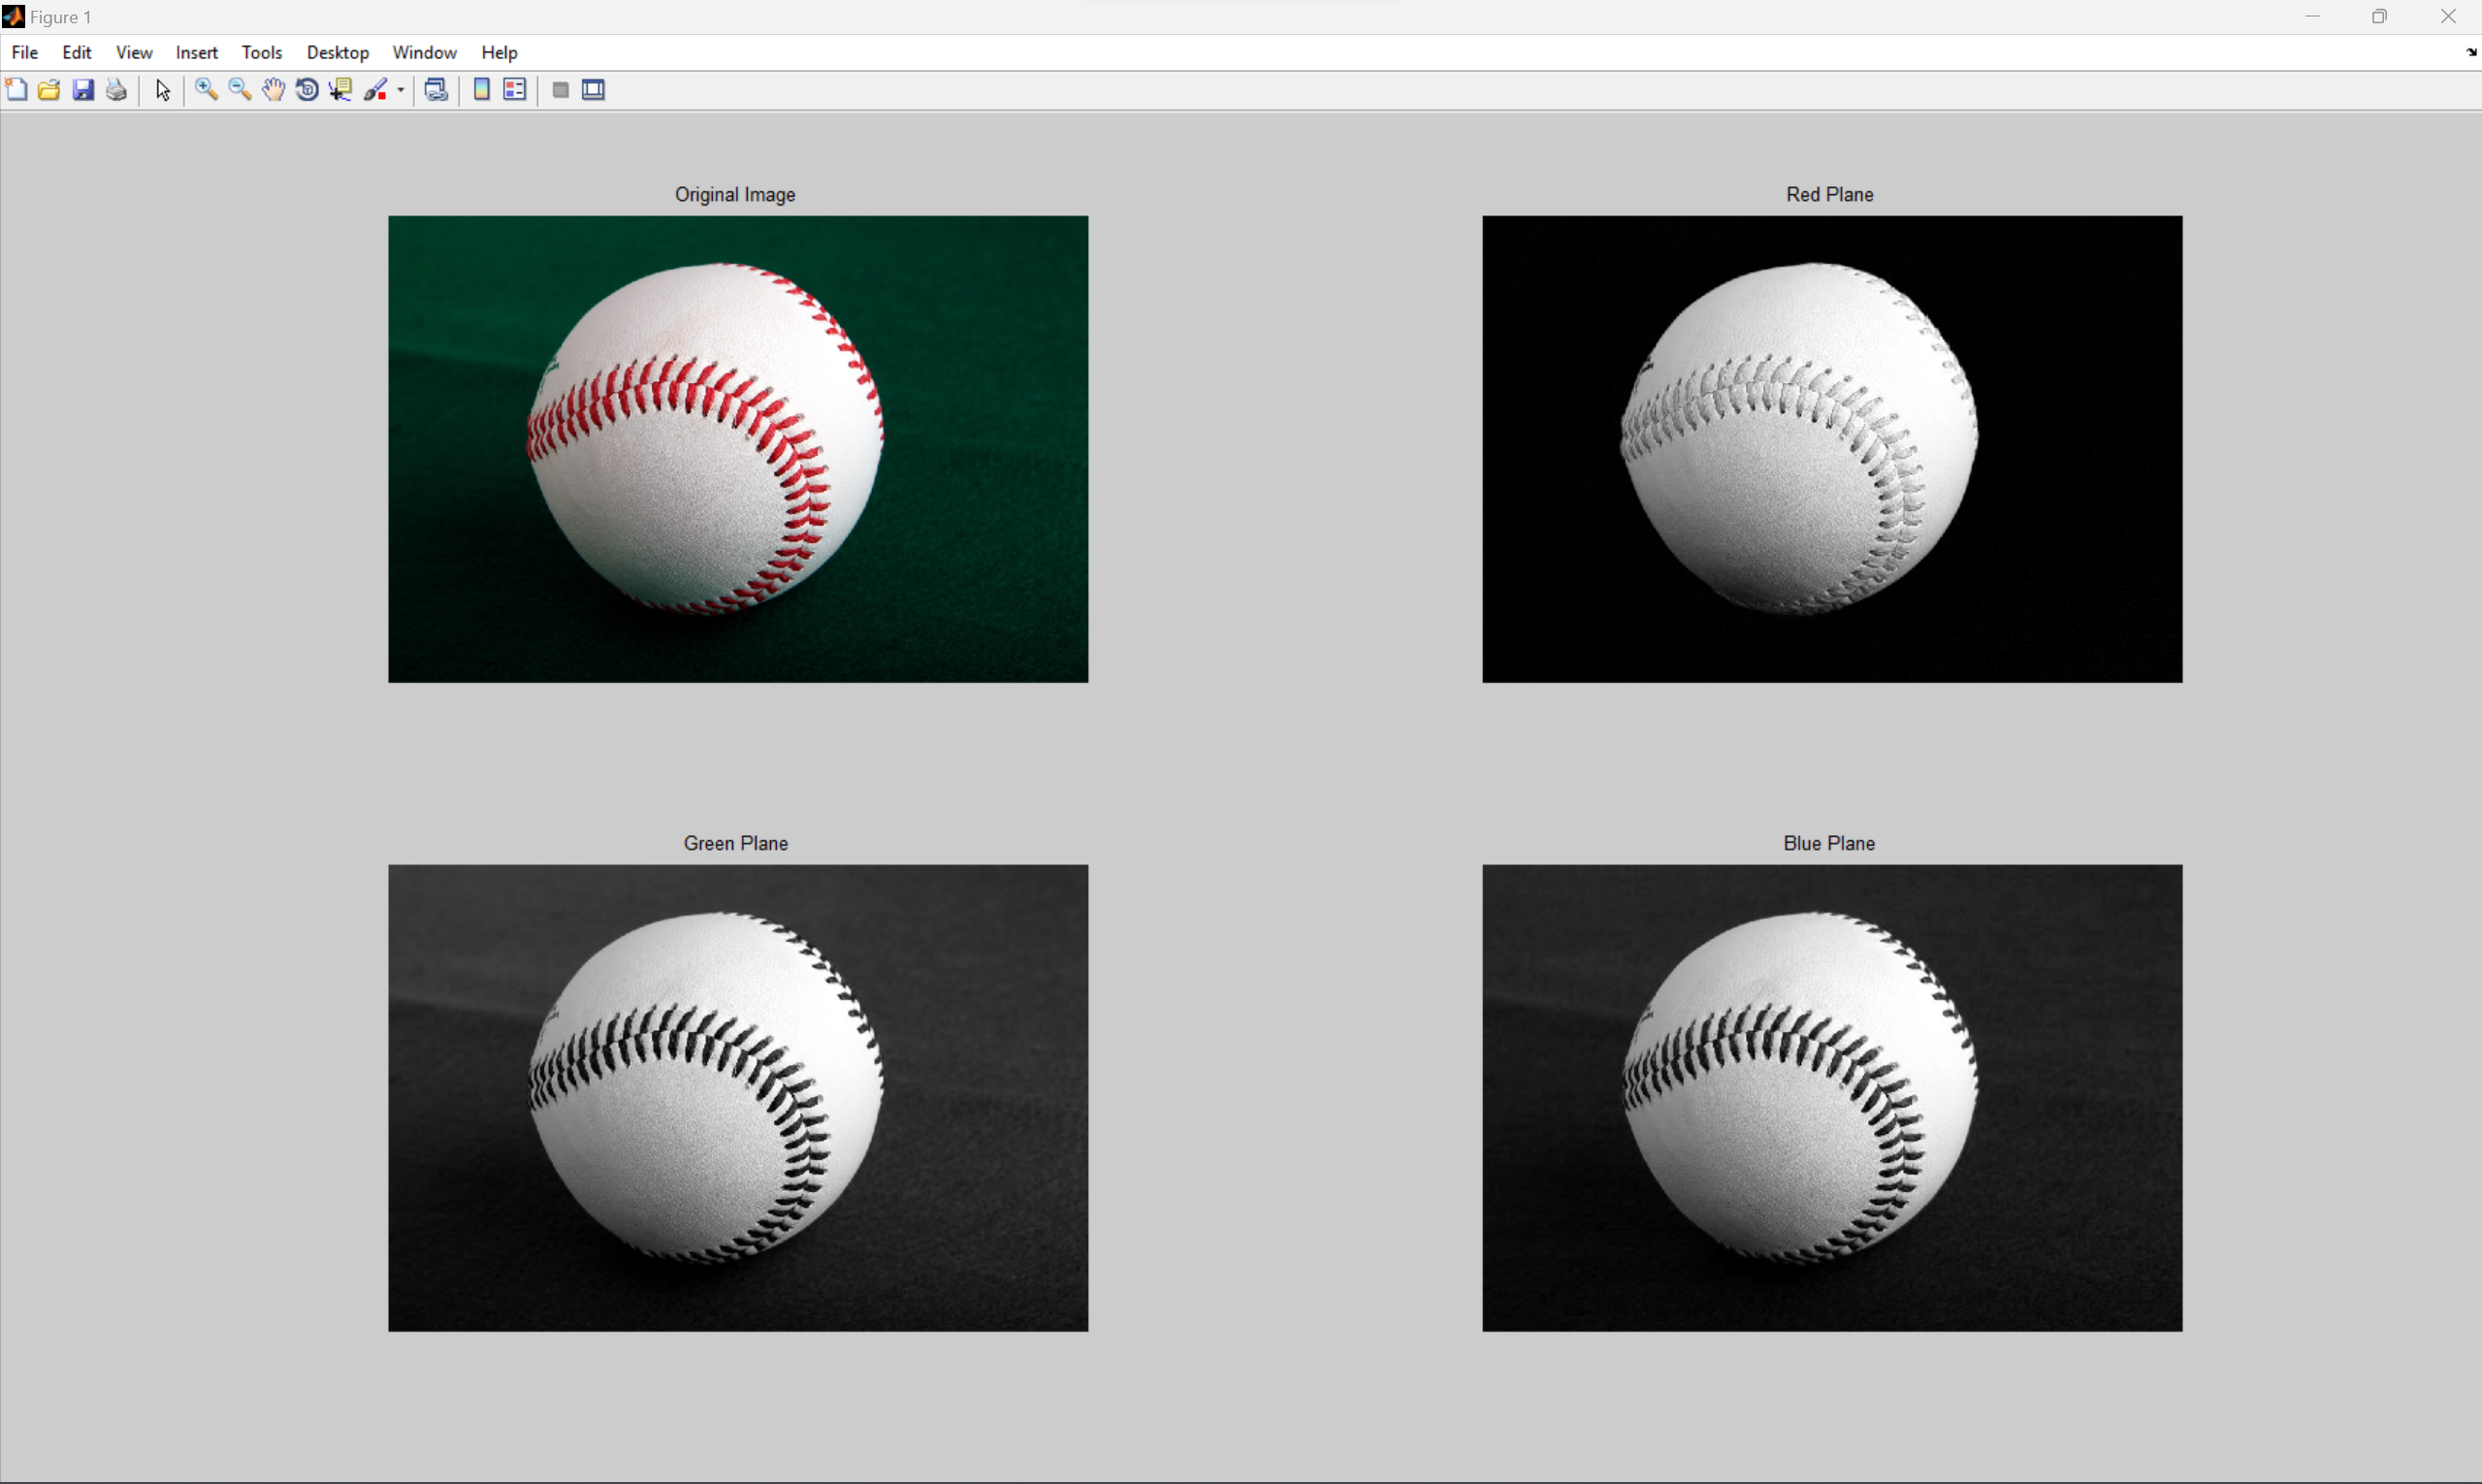 Figure 1
File Edit View Insert Tools Desktop Window Help
Original Image
Red Plane
Green Plane
Blue Plane